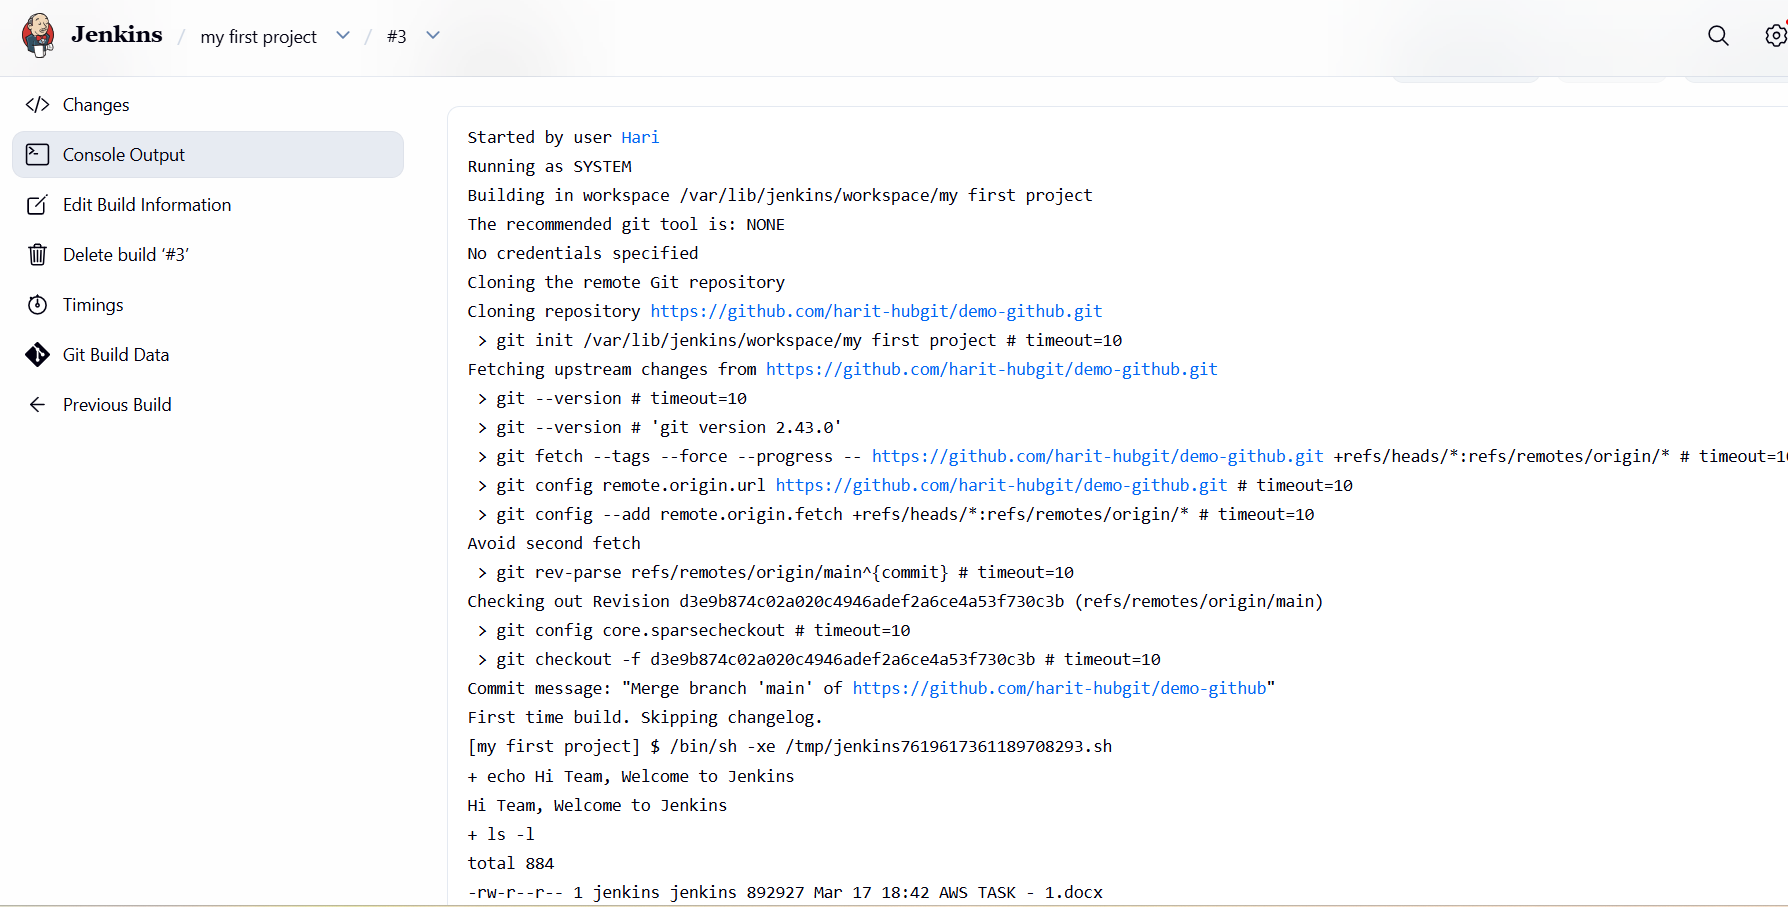 Jenkins / my first project / #3
Changes
Console Output
Edit Build Information
Delete build ‘#3’
Timings
Git Build Data
Previous Build
Started by user Hari
Running as SYSTEM
Building in workspace /var/lib/jenkins/workspace/my first project
The recommended git tool is: NONE
No credentials specified
Cloning the remote Git repository
Cloning repository https://github.com/harit-hubgit/demo-github.git
> git init /var/lib/jenkins/workspace/my first project # timeout=10
Fetching upstream changes from https://github.com/harit-hubgit/demo-github.git
> git --version # timeout=10
> git --version # 'git version 2.43.0'
> git fetch --tags --force --progress -- https://github.com/harit-hubgit/demo-github.git +refs/heads/*:refs/remotes/origin/* # timeout=10
> git config remote.origin.url https://github.com/harit-hubgit/demo-github.git # timeout=10
> git config --add remote.origin.fetch +refs/heads/*:refs/remotes/origin/* # timeout=10
Avoid second fetch
> git rev-parse refs/remotes/origin/main^{commit} # timeout=10
Checking out Revision d3e9b874c02a020c4946adef2a6ce4a53f730c3b (refs/remotes/origin/main)
> git config core.sparsecheckout # timeout=10
> git checkout -f d3e9b874c02a020c4946adef2a6ce4a53f730c3b # timeout=10
Commit message: "Merge branch 'main' of https://github.com/harit-hubgit/demo-github"
First time build. Skipping changelog.
[my first project] $ /bin/sh -xe /tmp/jenkins7619617361189708293.sh
+ echo Hi Team, Welcome to Jenkins
Hi Team, Welcome to Jenkins
+ ls -l
total 884
-rw-r--r-- 1 jenkins jenkins 892927 Mar 17 18:42 AWS TASK - 1.docx